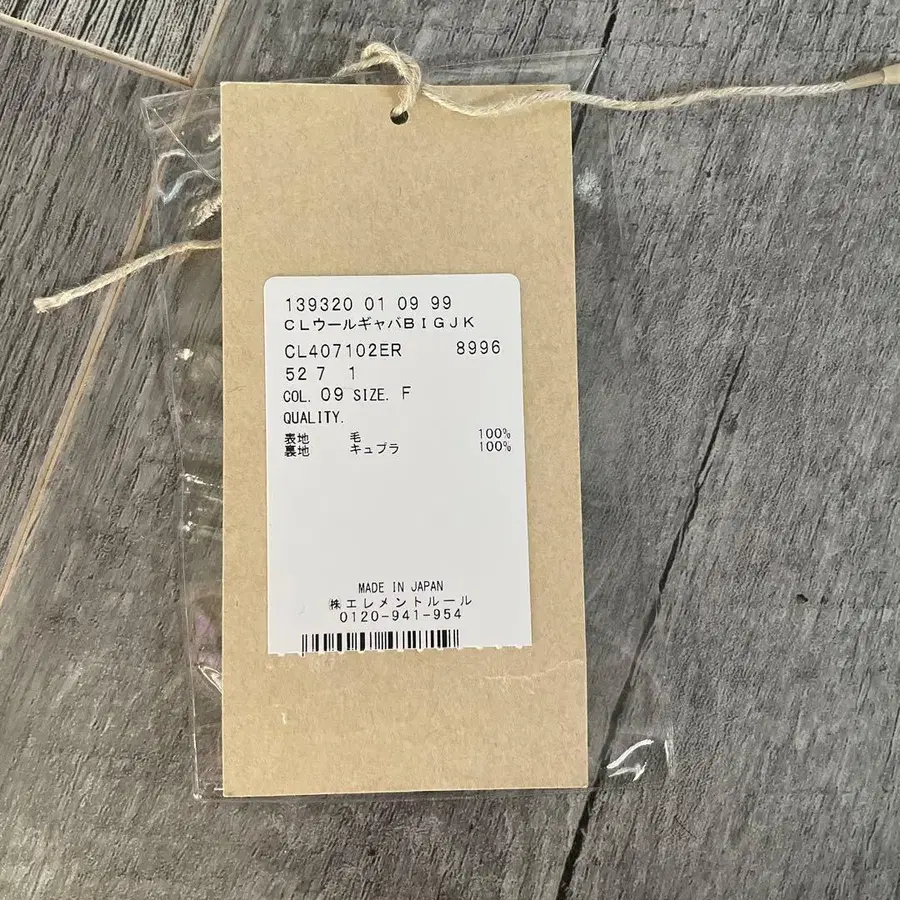 139320 01 09 99
CLウールギャバBIGJK
CL407102ER 8996
52 7 1
COL. 09 SIZE. F
QUALITY.
表地 毛 100%
裏地 キュプラ 100%
MADE IN JAPAN
㈱エレメントルール
0120-941-954